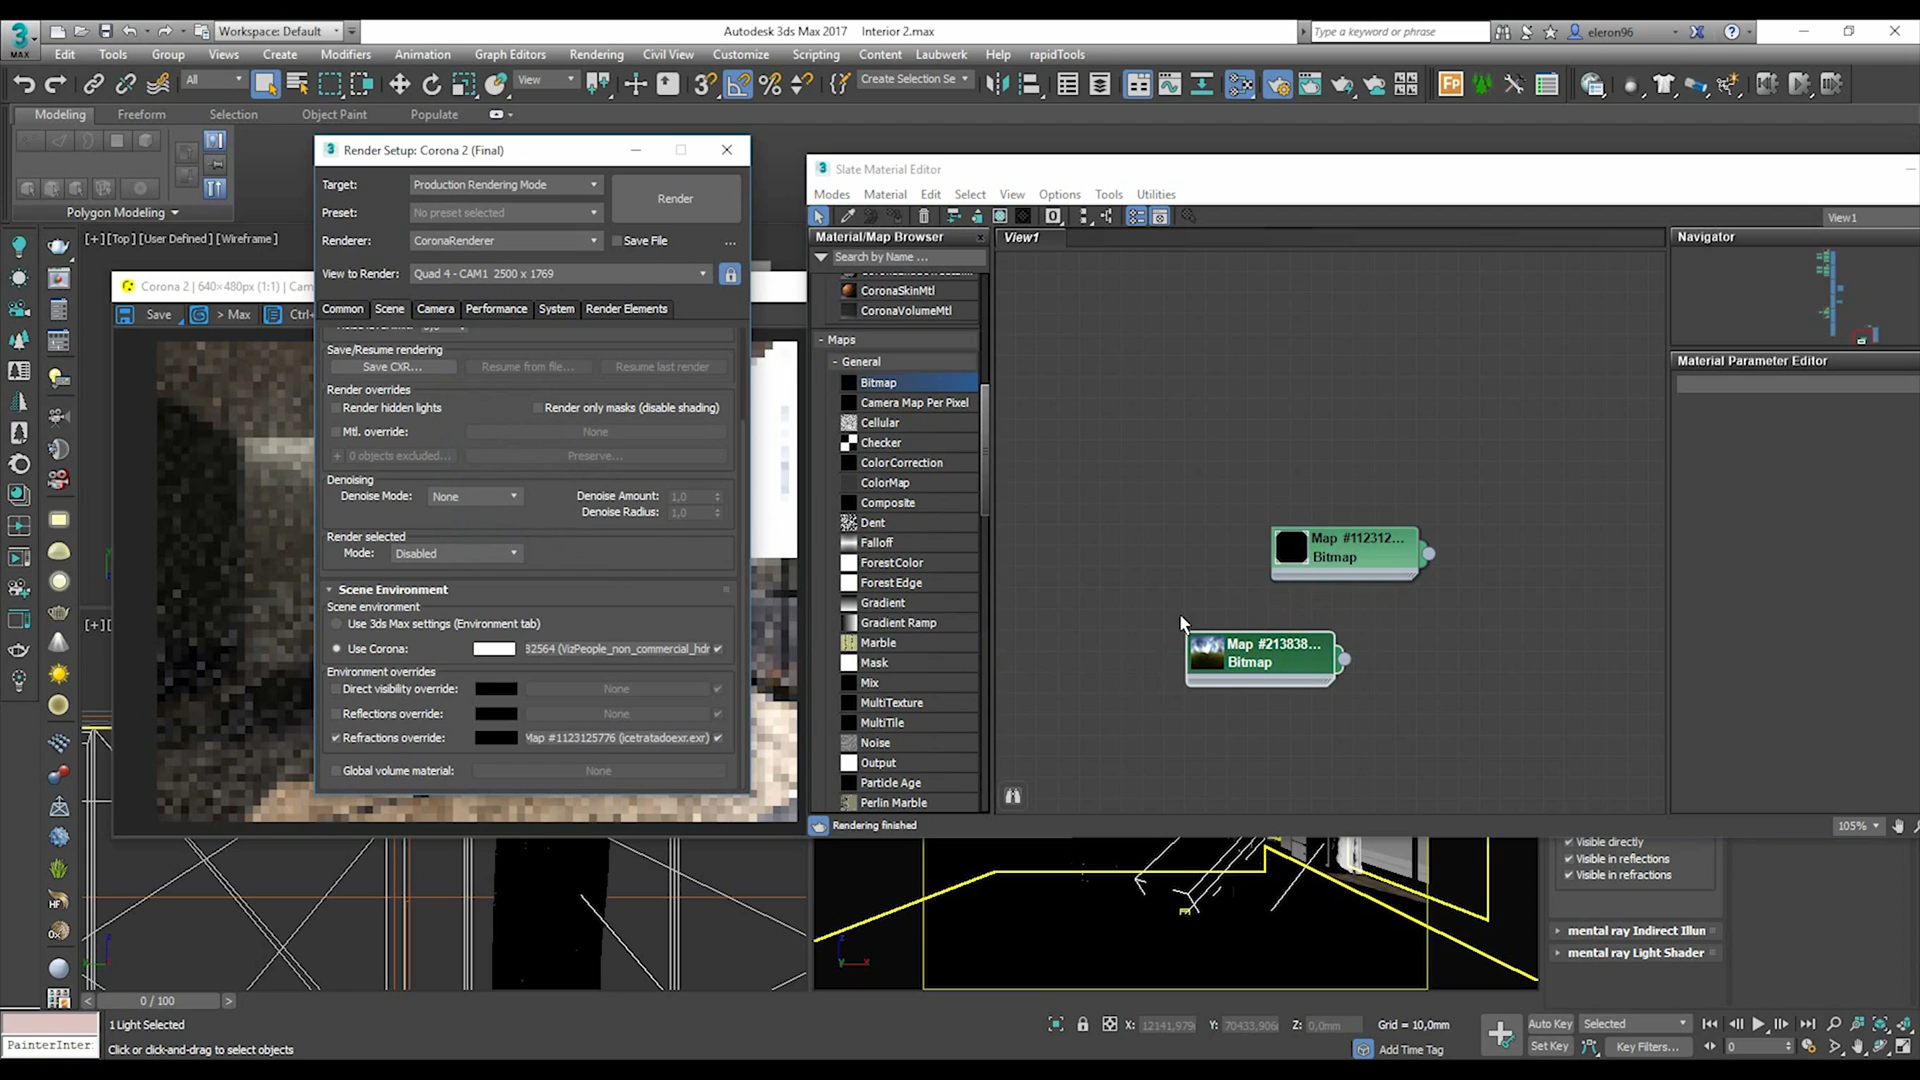 3 MAX Workspace: Default Autodesk 3ds Max 2017 Interior 2.max Type a keyword or phrase eleron96
Edit Tools Group Views Create Modifiers Animation Graph Editors Rendering Civil View Customize Scripting Content Laubwerk Help rapidTools
All View Create Selection Se Fp
Modeling Freeform Selection Object Paint Populate
Polygon Modeling
[+] [Top] [User Defined] [Wireframe]
3 Render Setup: Corona 2 (Final)
Target: Production Rendering Mode Render
Preset: No preset selected
Renderer: CoronaRenderer Save File ...
View to Render: Quad 4 - CAM1 2500 x 1769
Common Scene Camera Performance System Render Elements
Save/Resume rendering
Save CXR... Resume from file... Resume last render
Render overrides
Render hidden lights Render only masks (disable shading)
Mtl. override: None
+ 0 objects excluded... Preserve...
Denoising
Denoise Mode: None Denoise Amount: 1,0
Denoise Radius: 1,0
Render selected
Mode: Disabled
Scene Environment
Scene environment
Use 3ds Max settings (Environment tab)
Use Corona: 32564 (VizPeople_non_commercial_hdr
Environment overrides
Direct visibility override: None
Reflections override: None
Refractions override: Map #1123125776 (icetratadoexr.exr)
Global volume material: None
Corona 2 | 640×480px (1:1) | Cam
Save > Max Ctrl+
3 Slate Material Editor
Modes Material Edit Select View Options Tools Utilities
View1
Material/Map Browser
Search by Name ...
CoronaSkinMtl
CoronaVolumeMtl
- Maps
- General
Bitmap
Camera Map Per Pixel
Cellular
Checker
ColorCorrection
ColorMap
Composite
Dent
Falloff
ForestColor
Forest Edge
Gradient
Gradient Ramp
Marble
Mask
Mix
MultiTexture
MultiTile
Noise
Output
Particle Age
Perlin Marble
Rendering finished
View1
Map #112312...
Bitmap
Map #213838...
Bitmap
Navigator
Material Parameter Editor
105%
Visible directly
Visible in reflections
Visible in refractions
mental ray Indirect Illun
mental ray Light Shader
HF
0 / 100
1 Light Selected
Click or click-and-drag to select objects
PainterInter:
X: 12141,979 Y: 70433,906 Z: 0,0mm Grid = 10,0mm
Add Time Tag
Auto Key Selected
Set Key Key Filters... 0